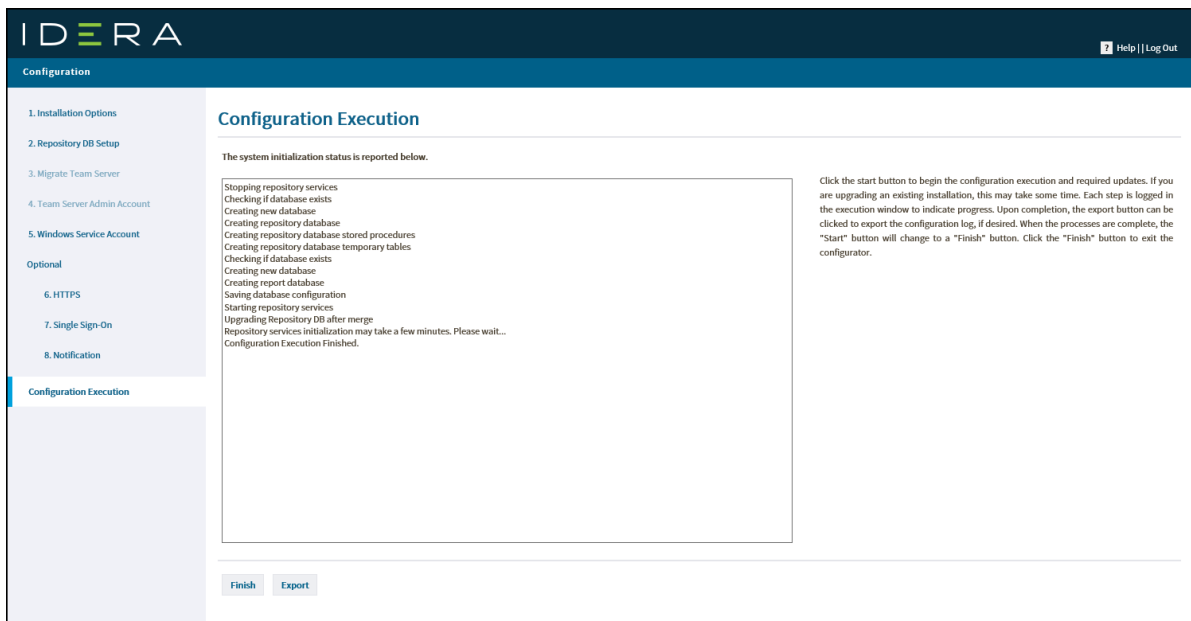 IDERA
? Help | | Log Out
Configuration
1. Installation Options
2. Repository DB Setup
3. Migrate Team Server
4. Team Server Admin Account
5. Windows Service Account
Optional
6. HTTPS
7. Single Sign-On
8. Notification
Configuration Execution
Configuration Execution
The system initialization status is reported below.
Stopping repository services
Checking if database exists
Creating new database
Creating repository database
Creating repository database stored procedures
Creating repository database temporary tables
Checking if database exists
Creating new database
Creating report database
Saving database configuration
Starting repository services
Upgrading Repository DB after merge
Repository services initialization may take a few minutes. Please wait...
Configuration Execution Finished.
Click the start button to begin the configuration execution and required updates. If you
are upgrading an existing installation, this may take some time. Each step is logged in
the execution window to indicate progress. Upon completion, the export button can be
clicked to export the configuration log, if desired. When the processes are complete, the
"Start" button will change to a "Finish" button. Click the "Finish" button to exit the
configurator.
Finish
Export